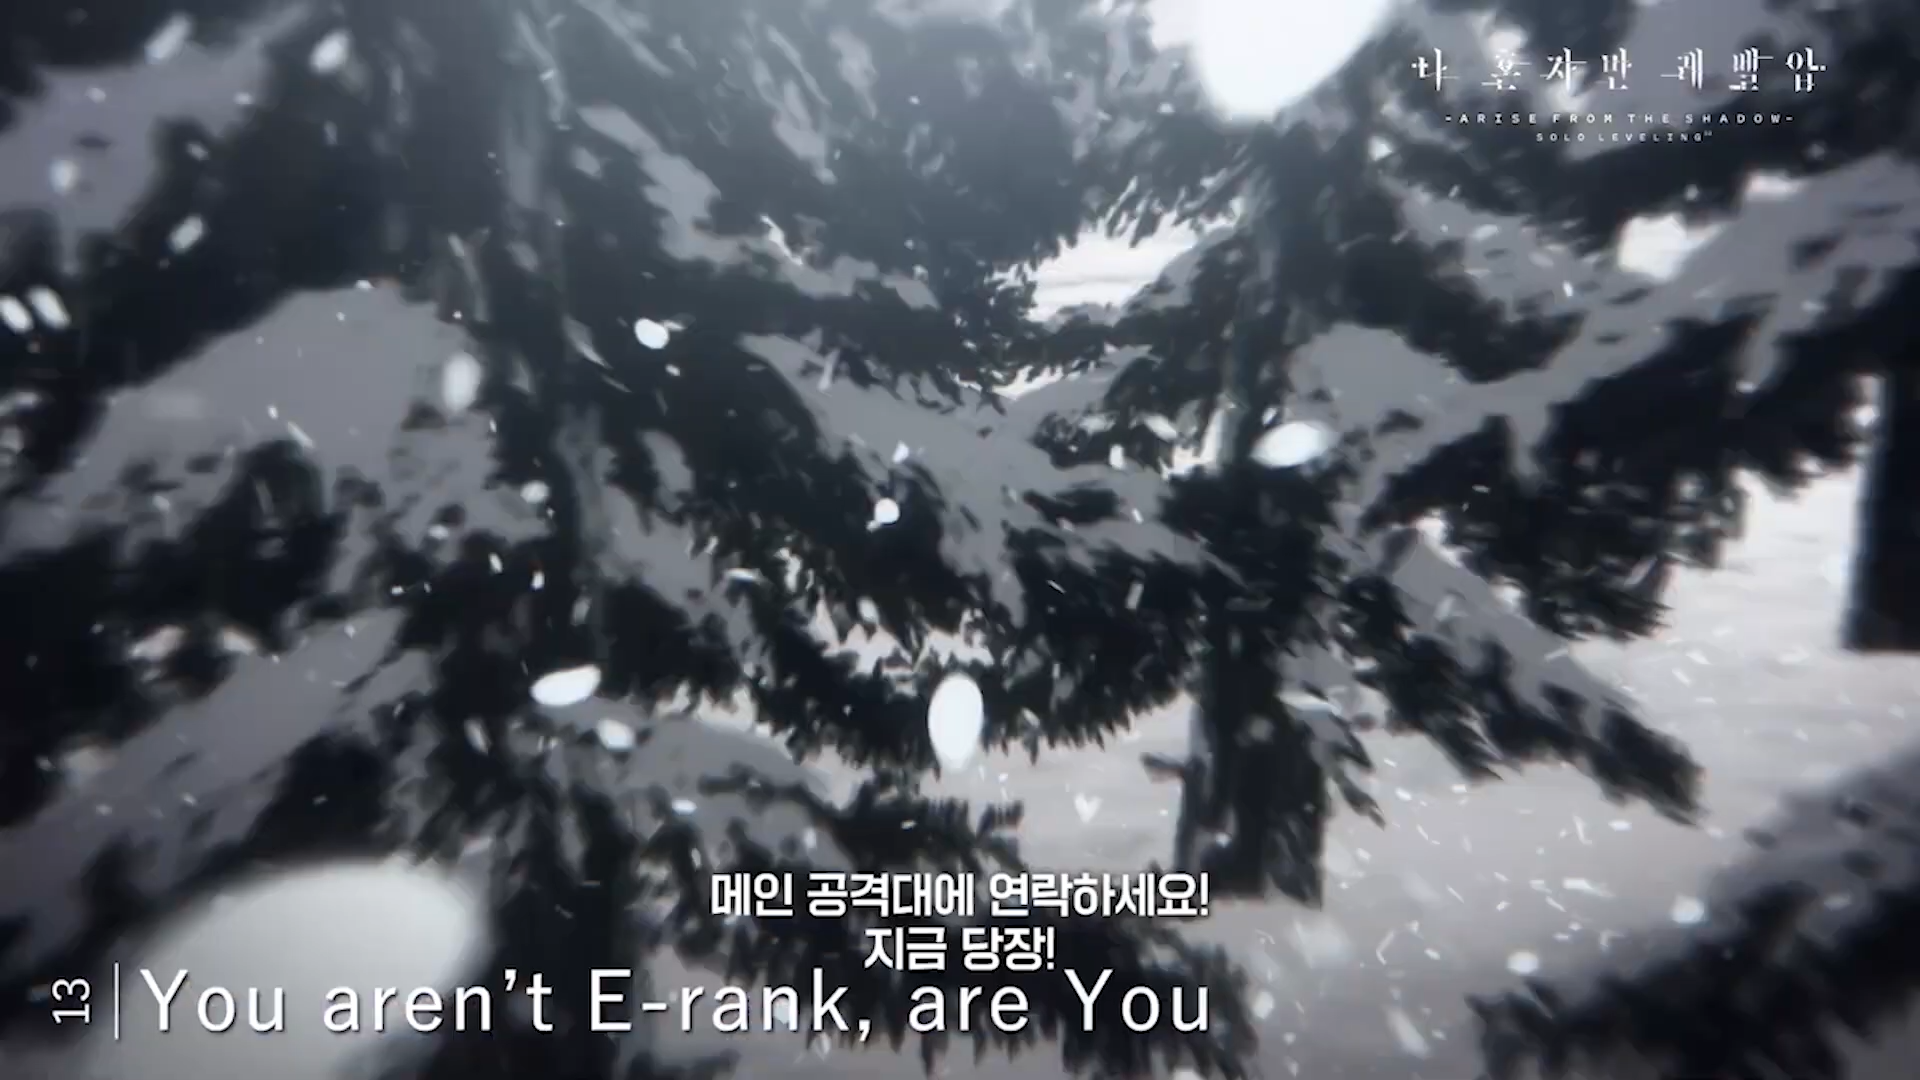 나 혼자만 레벨업
-ARISE FROM THE SHADOW-
SOLO LEVELING
메인 공격대에 연락하세요!
지금 당장!
13
You aren't E-rank, are You